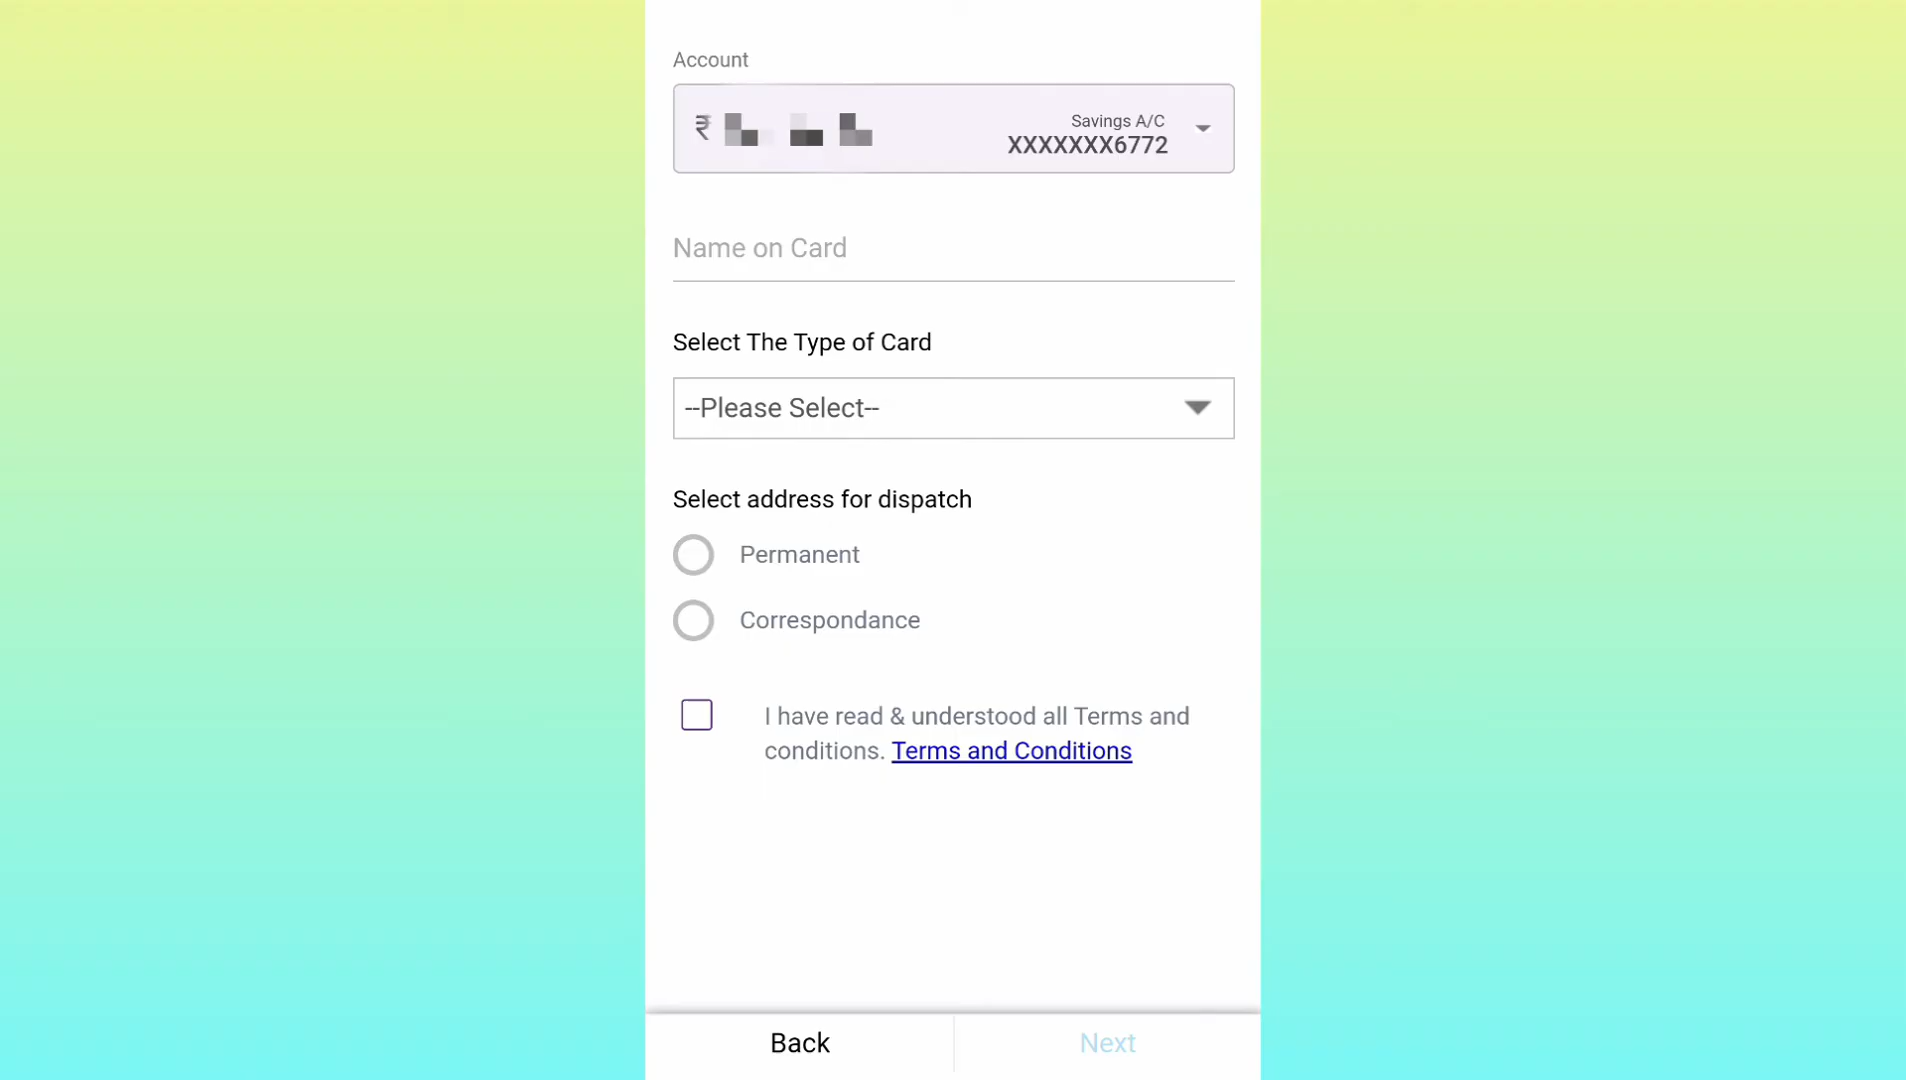 Account
₹
Savings A/C
XXXXXXX6772
Name on Card
Select The Type of Card
--Please Select--
Select address for dispatch
Permanent
Correspondance
I have read & understood all Terms and
conditions. Terms and Conditions
Back
Next